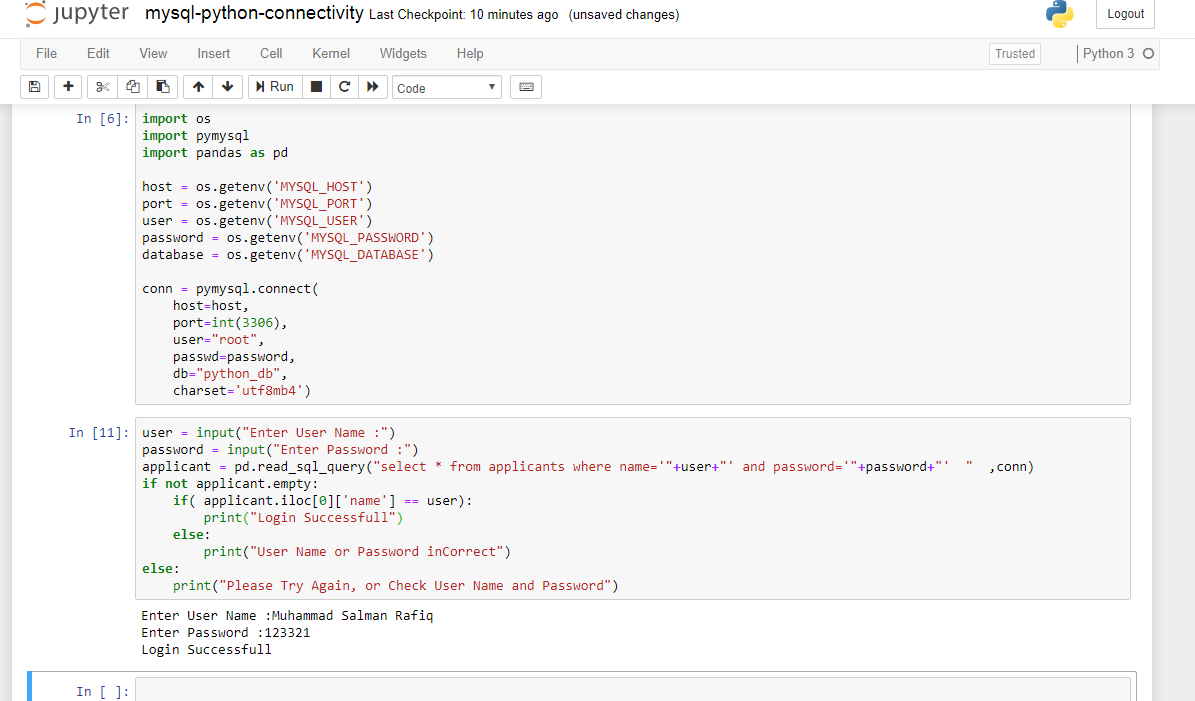 jupyter mysql-python-connectivity Last Checkpoint: 10 minutes ago (unsaved changes) Logout
File Edit View Insert Cell Kernel Widgets Help Trusted Python 3
Run Code
In [6]: import os
import pymysql
import pandas as pd
host = os.getenv('MYSQL_HOST')
port = os.getenv('MYSQL_PORT')
user = os.getenv('MYSQL_USER')
password = os.getenv('MYSQL_PASSWORD')
database = os.getenv('MYSQL_DATABASE')
conn = pymysql.connect(
host=host,
port=int(3306),
user="root",
passwd=password,
db="python_db",
charset='utf8mb4')
In [11]: user = input("Enter User Name :")
password = input("Enter Password :")
applicant = pd.read_sql_query("select * from applicants where name='"+user+"' and password='"+password+"'  "  ,conn)
if not applicant.empty:
if( applicant.iloc[0]['name'] == user):
print("Login Successfull")
else:
print("User Name or Password inCorrect")
else:
print("Please Try Again, or Check User Name and Password")
Enter User Name :Muhammad Salman Rafiq
Enter Password :123321
Login Successfull
In [ ]: